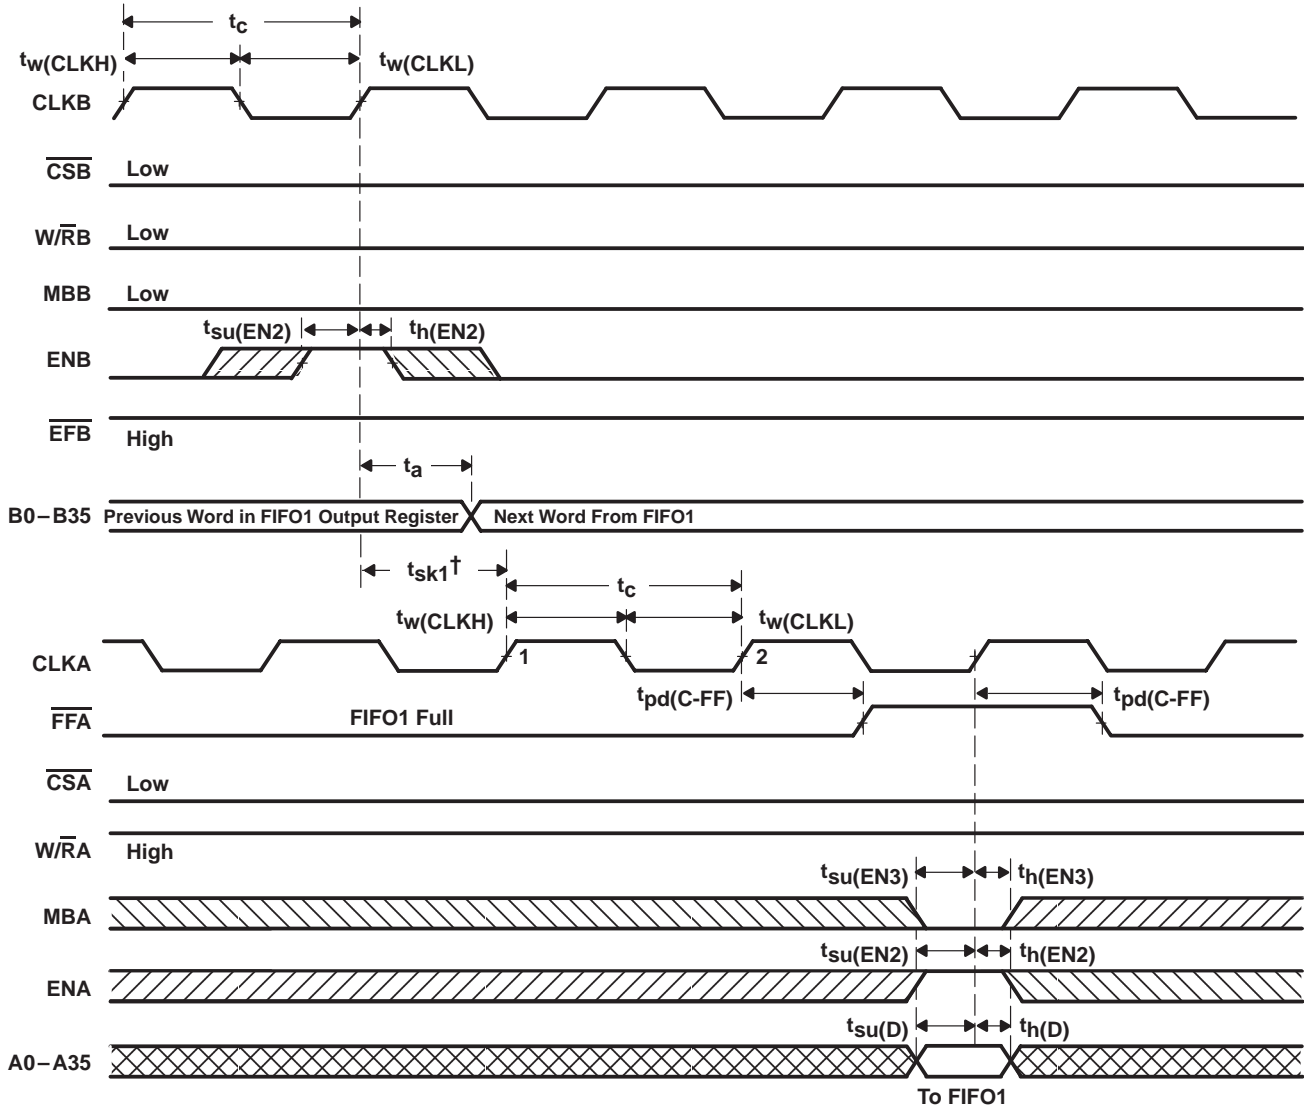 tc
tw(CLKH)
tw(CLKL)
CLKB
CSB
Low
W/RB
Low
MBB
Low
tsu(EN2)
th(EN2)
ENB
EFB
High
ta
B0–B35
Previous Word in FIFO1 Output Register
Next Word From FIFO1
tsk1†
tc
tw(CLKH)
tw(CLKL)
CLKA
1
2
tpd(C-FF)
tpd(C-FF)
FFA
FIFO1 Full
CSA
Low
W/RA
High
tsu(EN3)
th(EN3)
MBA
tsu(EN2)
th(EN2)
ENA
tsu(D)
th(D)
A0–A35
To FIFO1